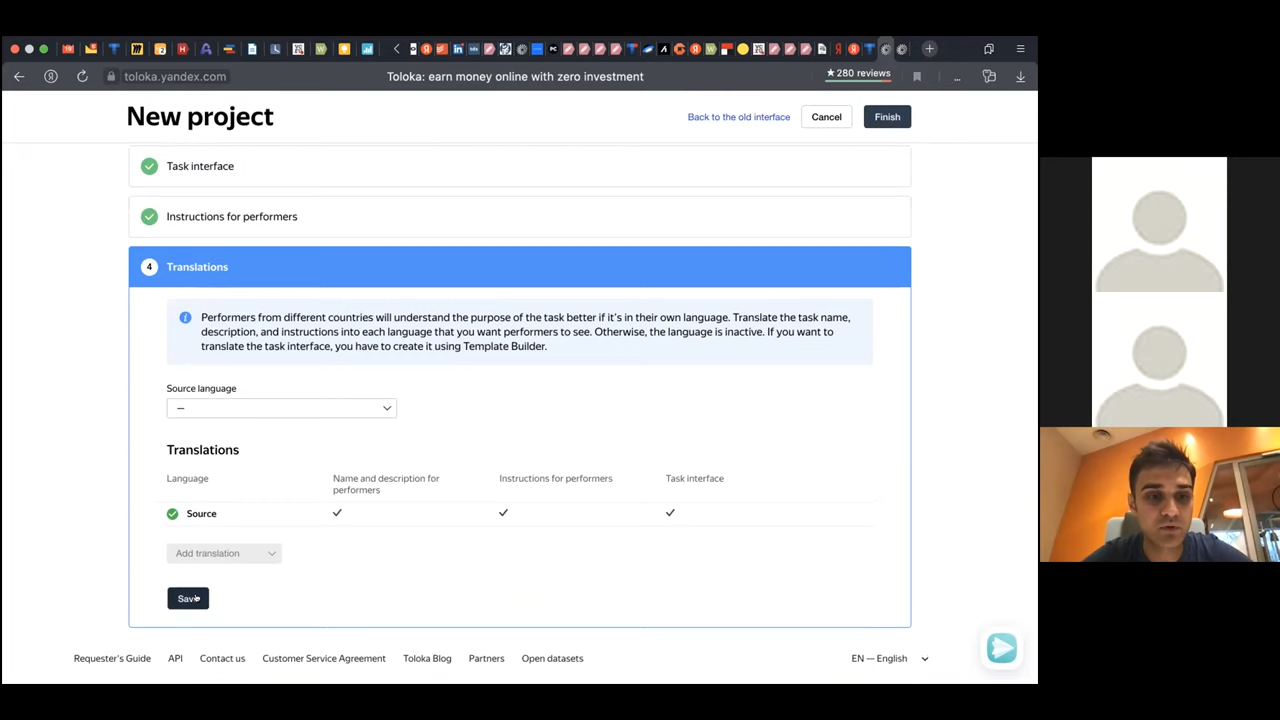 toloka.yandex.com
Toloka: earn money online with zero investment
★280 reviews
New project
Back to the old interface
Cancel
Finish
Task interface
Instructions for performers
4
Translations
Performers from different countries will understand the purpose of the task better if it's in their own language. Translate the task name,
description, and instructions into each language that you want performers to see. Otherwise, the language is inactive. If you want to
translate the task interface, you have to create it using Template Builder.
Source language
—
Translations
Language
Name and description for
performers
Instructions for performers
Task interface
Source
Add translation
Save
Requester's Guide
API
Contact us
Customer Service Agreement
Toloka Blog
Partners
Open datasets
EN — English